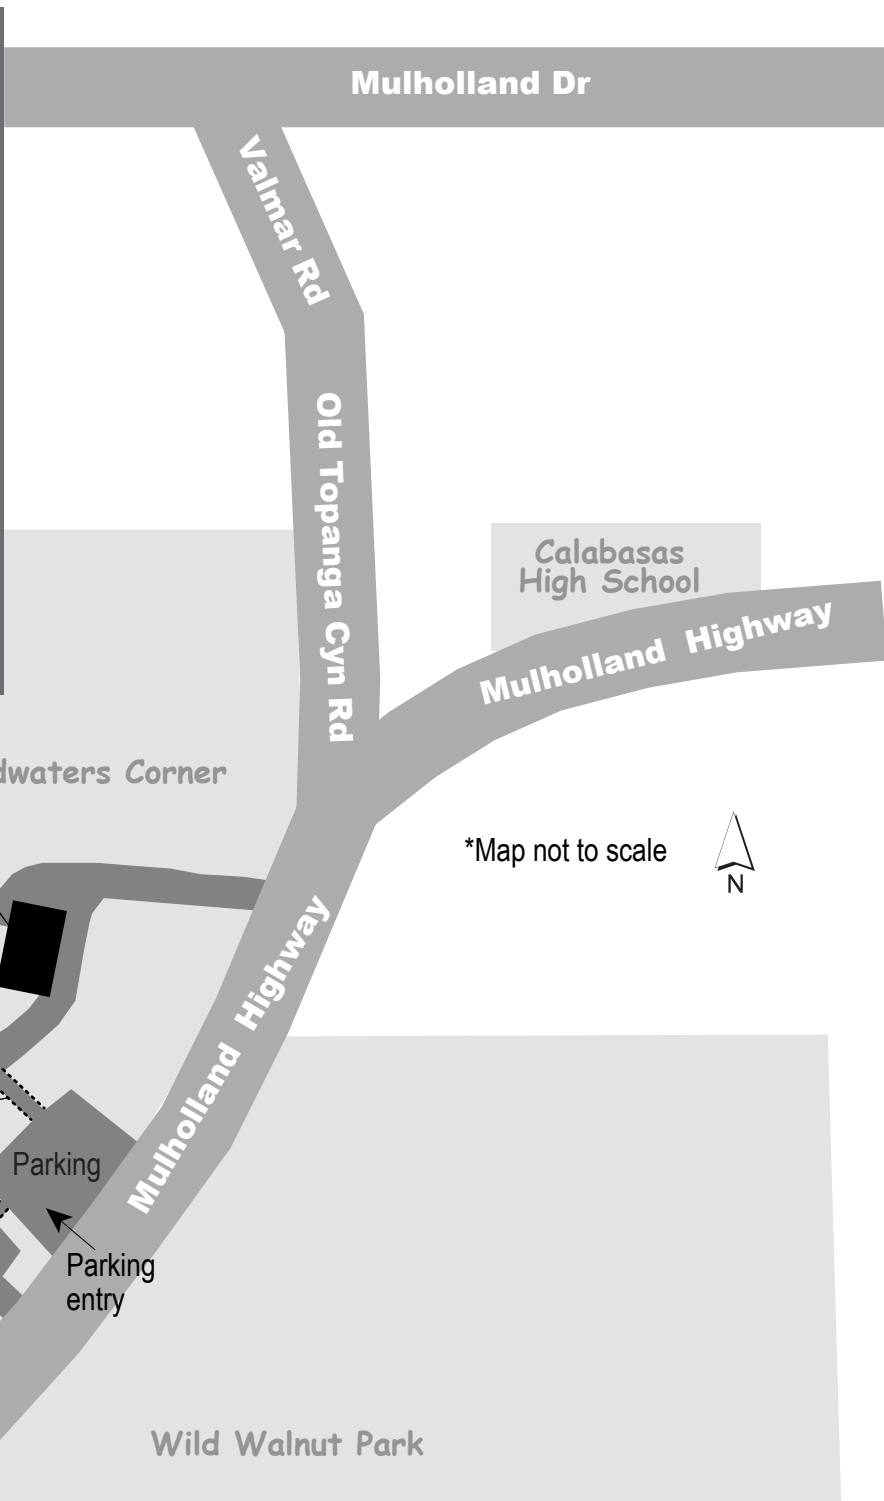 Mulholland Dr
Valmar Rd
Old Topanga Cyn Rd
Calabasas
High School
Mulholland Highway
Corner
*Map not to scale
N
Mulholland Highway
Parking
Parking
entry
Wild Walnut Park